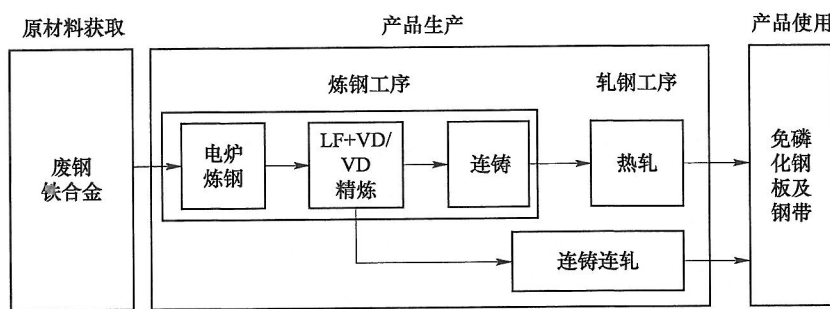 原材料获取
产品生产
产品使用
炼钢工序
轧钢工序
废钢
铁合金
电炉
炼钢
LF+VD/
VD
精炼
连铸
热轧
连铸连轧
免磷
化钢
板及
钢带